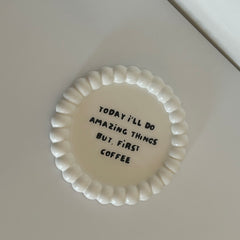 TODAY i'LL DO
AMAZING THINGS
BUT, FiRST
COFFEE